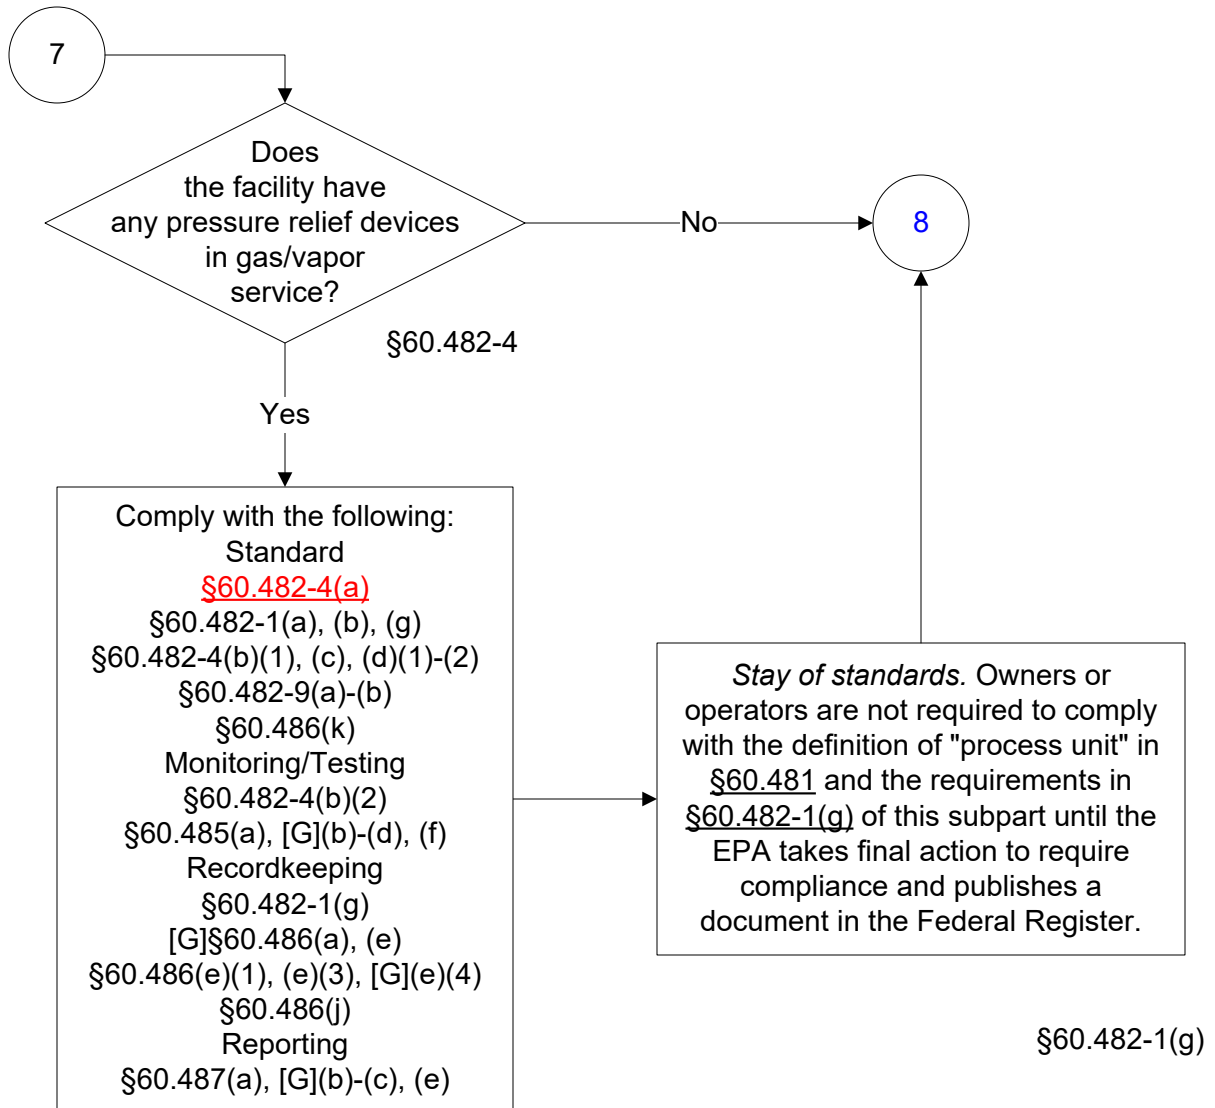 7
Does
the facility have
any pressure relief devices
in gas/vapor
service?
No
8
§60.482-4
Yes
Comply with the following:
Standard
§60.482-4(a)
§60.482-1(a), (b), (g)
§60.482-4(b)(1), (c), (d)(1)-(2)
§60.482-9(a)-(b)
§60.486(k)
Monitoring/Testing
§60.482-4(b)(2)
§60.485(a), [G](b)-(d), (f)
Recordkeeping
§60.482-1(g)
[G]§60.486(a), (e)
§60.486(e)(1), (e)(3), [G](e)(4)
§60.486(j)
Reporting
§60.487(a), [G](b)-(c), (e)
Stay of standards. Owners or
operators are not required to comply
with the definition of "process unit" in
§60.481 and the requirements in
§60.482-1(g) of this subpart until the
EPA takes final action to require
compliance and publishes a
document in the Federal Register.
§60.482-1(g)